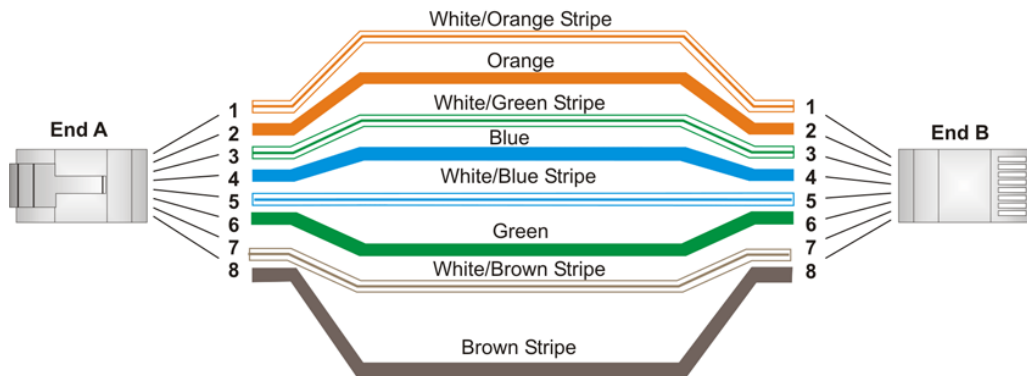 White/Orange Stripe
Orange
White/Green Stripe
Blue
White/Blue Stripe
Green
White/Brown Stripe
Brown Stripe
End A
1
2
3
4
5
6
7
8
1
2
3
4
5
6
7
8
End B